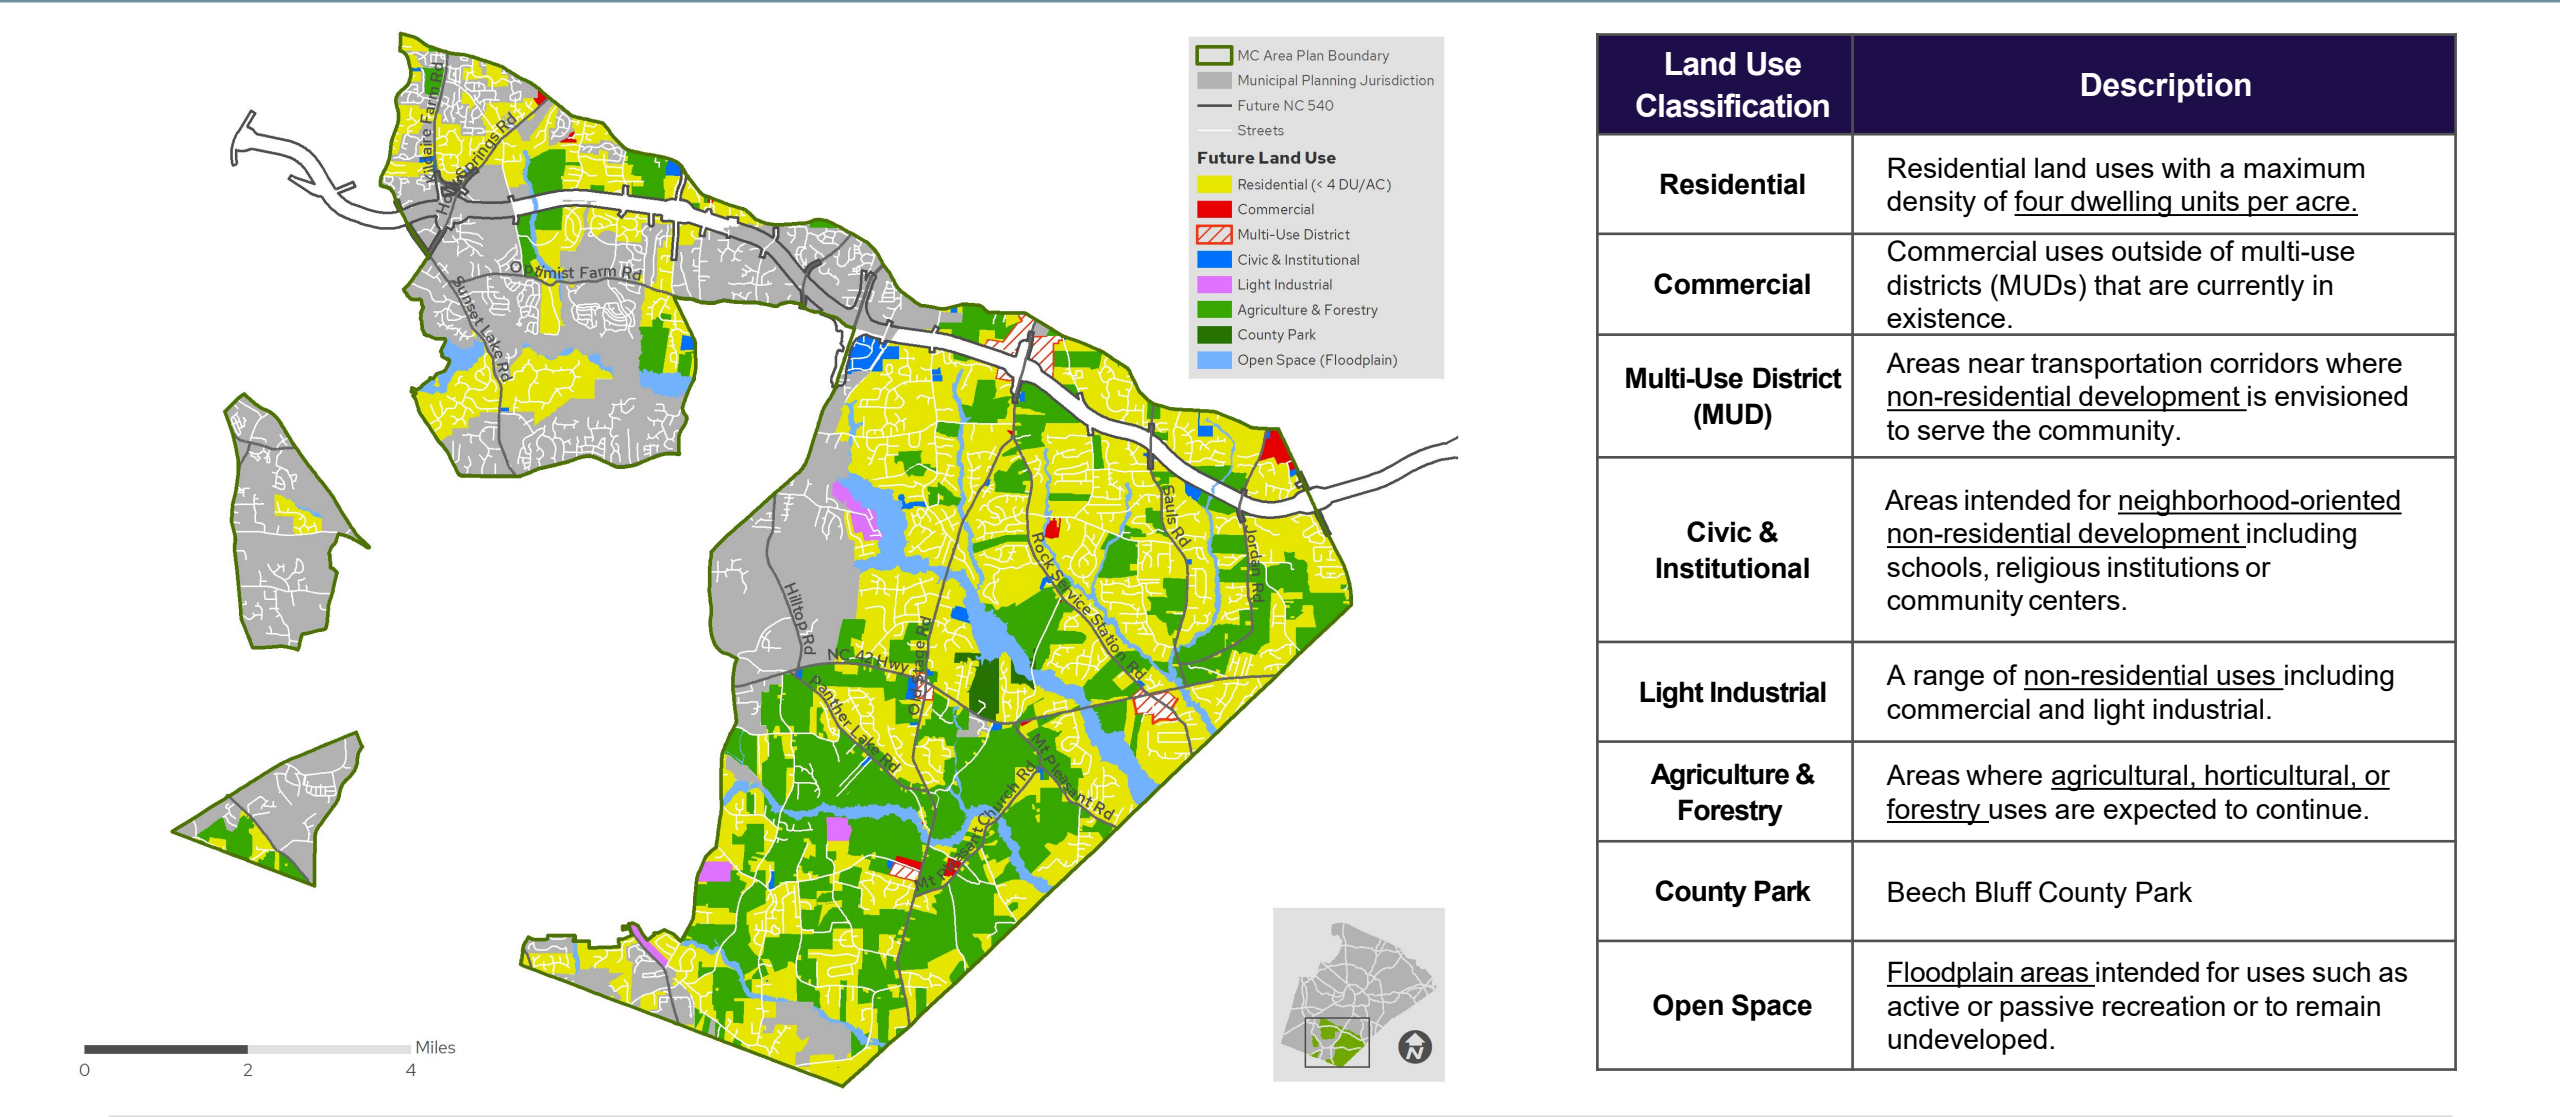 MC Area Plan Boundary
Municipal Planning Jurisdiction
Future NC 540
Streets
Future Land Use
Residential (< 4 DU/AC)
Commercial
Multi-Use District
Civic & Institutional
Light Industrial
Agriculture & Forestry
County Park
Open Space (Floodplain)
Kildaire Farm Rd
Holly Springs Rd
Optimist Farm Rd
Sunset Lake Rd
Hilltop Rd
NC 42 Hwy
Old Stage Rd
Panther Lake Rd
Rock Service Station Rd
Sauls Rd
Jordan Rd
Mt Pleasant Rd
Mt Pleasant Church Rd
Miles
0 2 4
N
Land Use
Classification
Description
Residential
Residential land uses with a maximum
density of four dwelling units per acre.
Commercial
Commercial uses outside of multi-use
districts (MUDs) that are currently in
existence.
Multi-Use District
(MUD)
Areas near transportation corridors where
non-residential development is envisioned
to serve the community.
Civic &
Institutional
Areas intended for neighborhood-oriented
non-residential development including
schools, religious institutions or
community centers.
Light Industrial
A range of non-residential uses including
commercial and light industrial.
Agriculture &
Forestry
Areas where agricultural, horticultural, or
forestry uses are expected to continue.
County Park
Beech Bluff County Park
Open Space
Floodplain areas intended for uses such as
active or passive recreation or to remain
undeveloped.